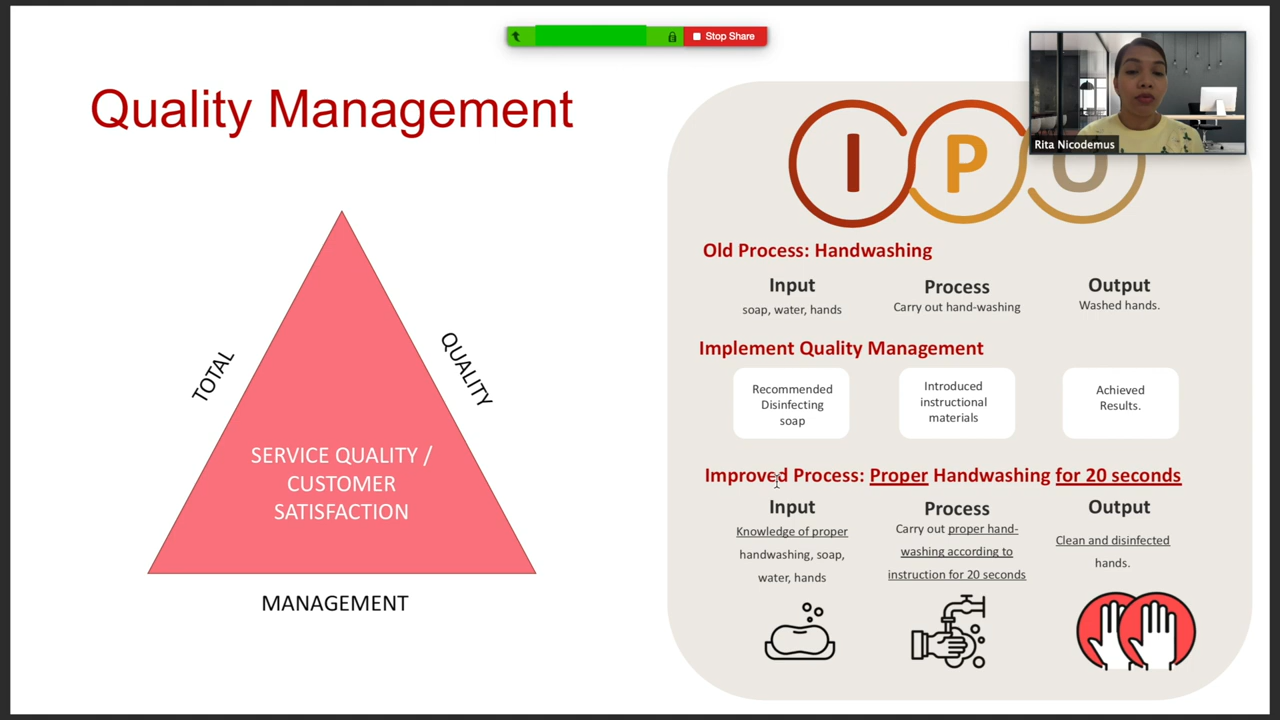 Stop Share
Rita Nicodemus
Quality Management
TOTAL
QUALITY
SERVICE QUALITY /
CUSTOMER
SATISFACTION
MANAGEMENT
I P O
Old Process: Handwashing
Input
soap, water, hands
Process
Carry out hand-washing
Output
Washed hands.
Implement Quality Management
Recommended
Disinfecting
soap
Introduced
instructional
materials
Achieved
Results.
Improved Process: Proper Handwashing for 20 seconds
Input
Knowledge of proper
handwashing, soap,
water, hands
Process
Carry out proper hand-
washing according to
instruction for 20 seconds
Output
Clean and disinfected
hands.